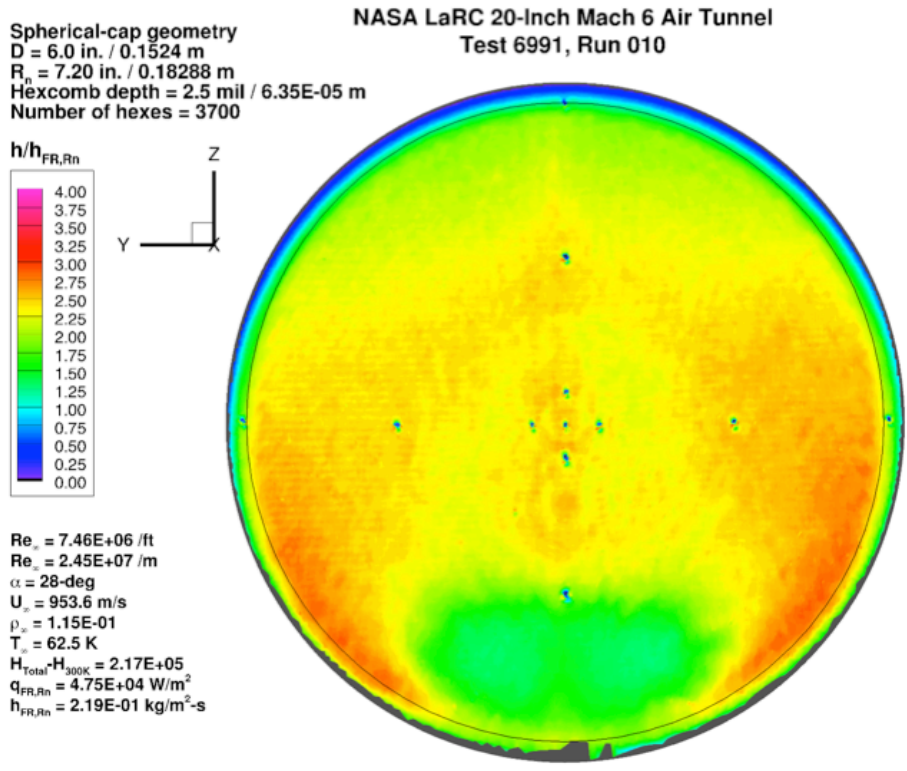 NASA LaRC 20-Inch Mach 6 Air Tunnel
Test 6991, Run 010
Spherical-cap geometry
D = 6.0 in. / 0.1524 m
Rₙ = 7.20 in. / 0.18288 m
Hexcomb depth = 2.5 mil / 6.35E-05 m
Number of hexes = 3700
h/h_FR,Rn
4.00
3.75
3.50
3.25
3.00
2.75
2.50
2.25
2.00
1.75
1.50
1.25
1.00
0.75
0.50
0.25
0.00
Z
Y
X
Re∞ = 7.46E+06 /ft
Re∞ = 2.45E+07 /m
α = 28-deg
U∞ = 953.6 m/s
ρ∞ = 1.15E-01
T∞ = 62.5 K
H_Total-H_300K = 2.17E+05
q_FR,Rn = 4.75E+04 W/m²
h_FR,Rn = 2.19E-01 kg/m²-s